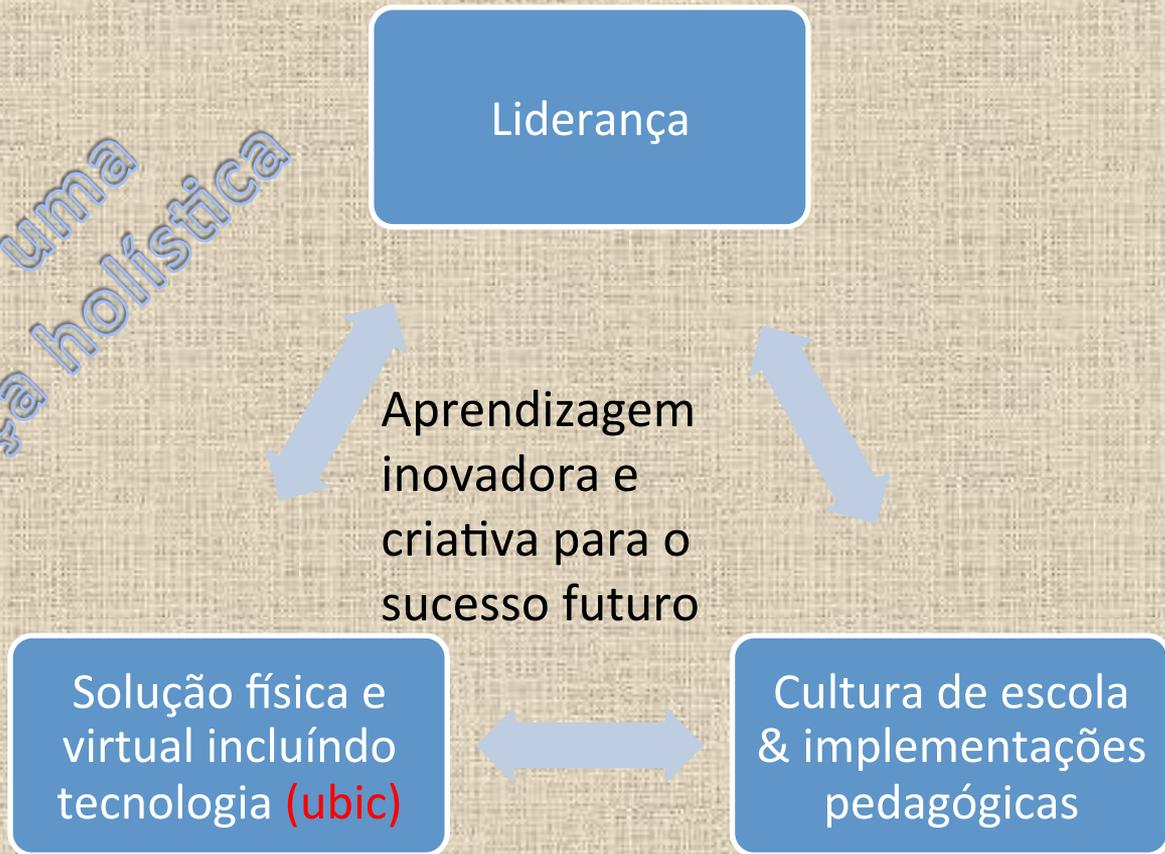 Liderança
uma
holística
Aprendizagem
inovadora e
criativa para o
sucesso futuro
Solução física e
virtual incluíndo
tecnologia (ubic)
Cultura de escola
& implementações
pedagógicas